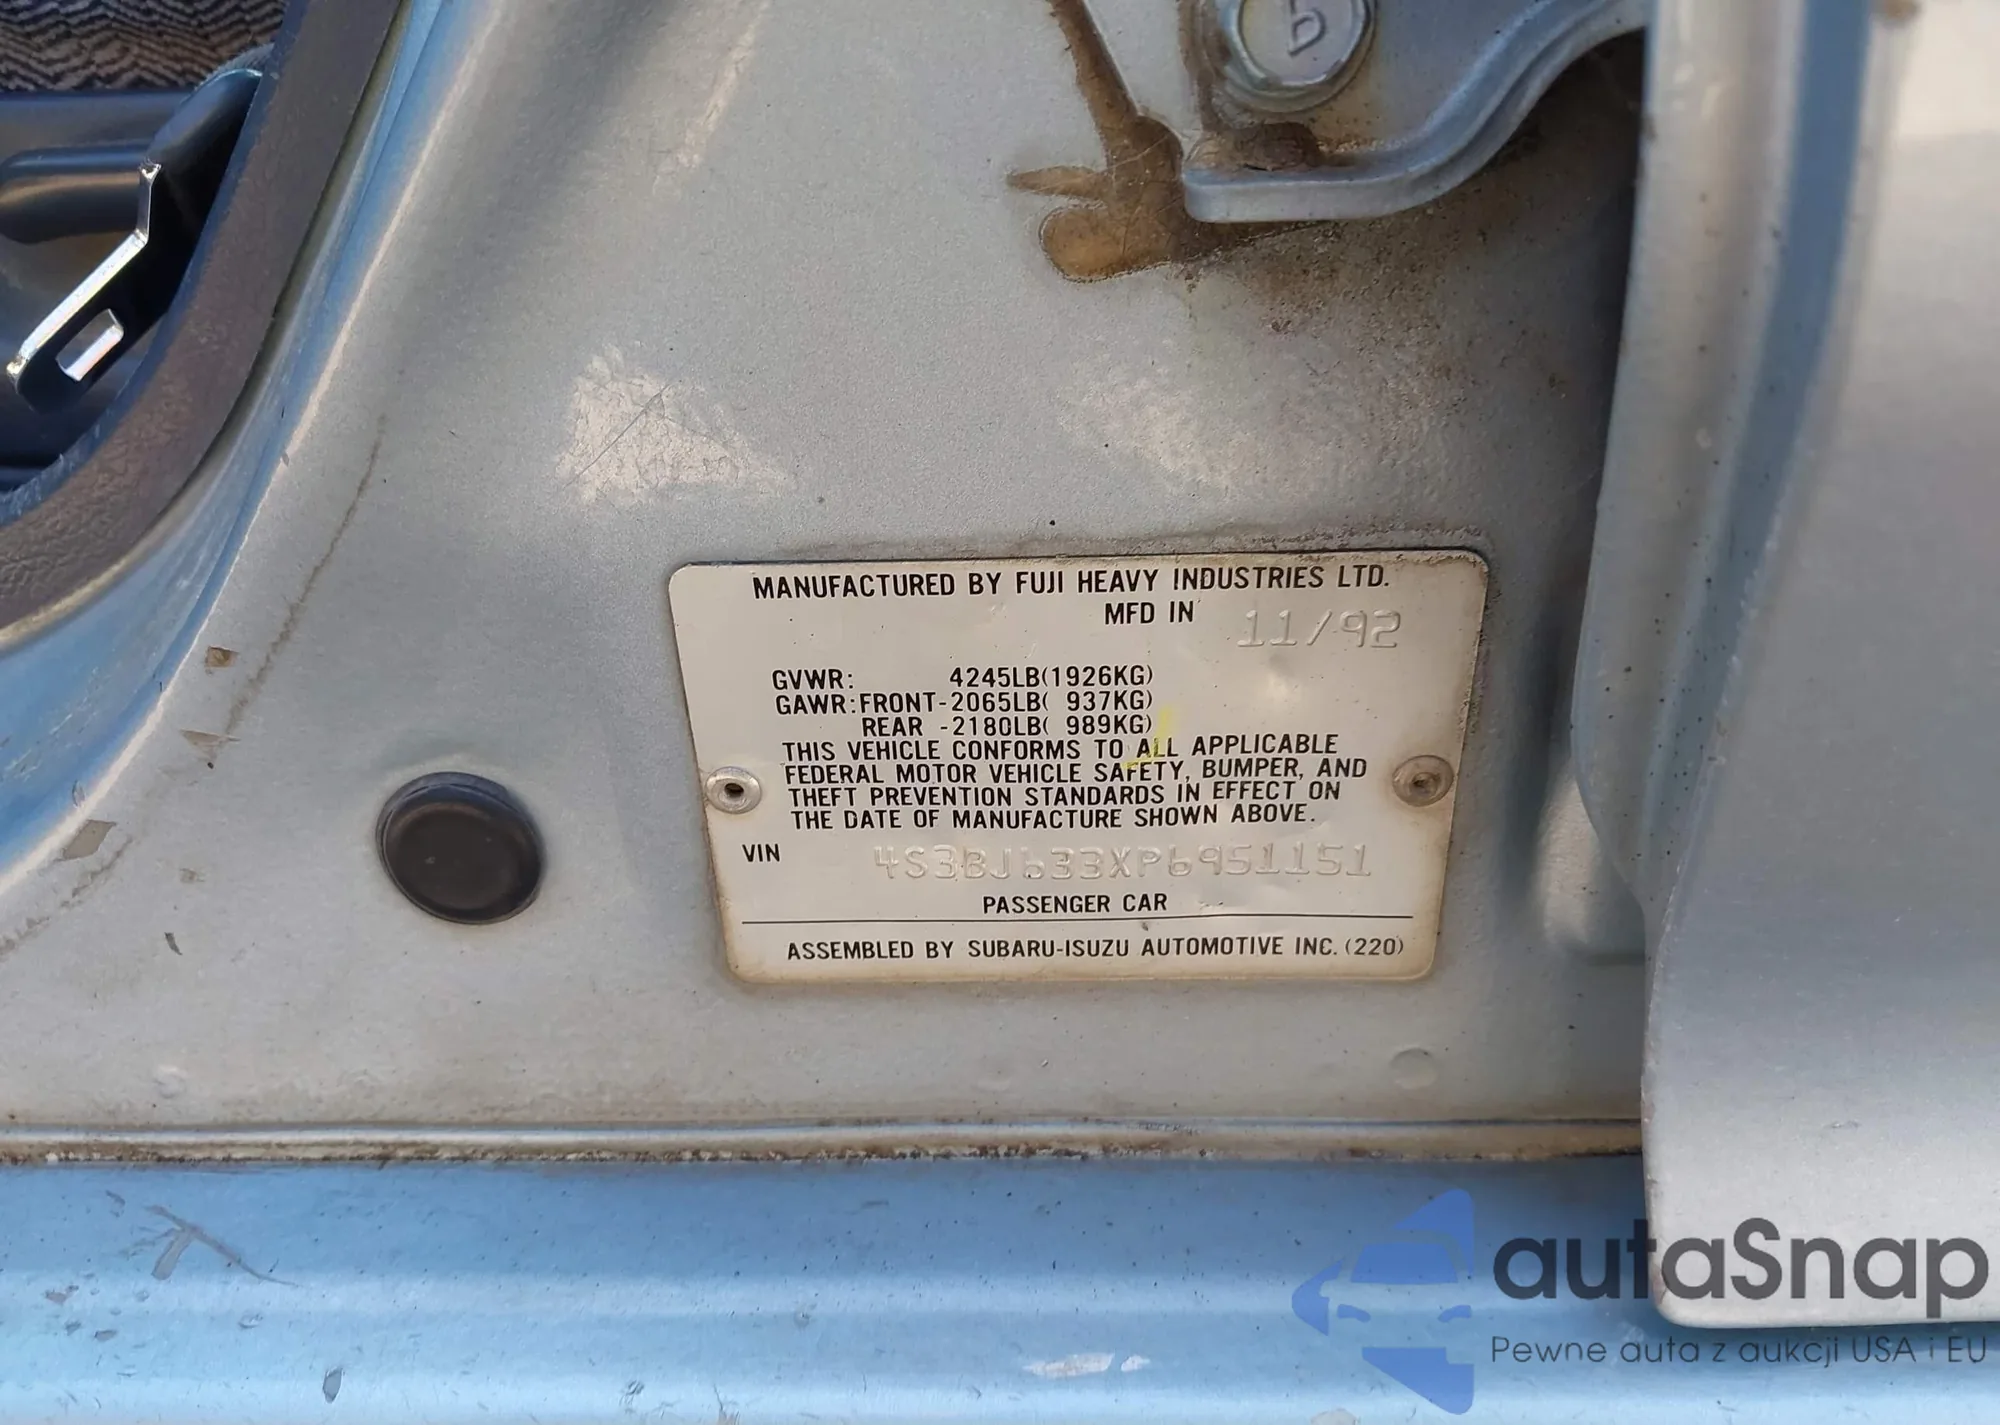 b
MANUFACTURED BY FUJI HEAVY INDUSTRIES LTD.
MFD IN 11/92
GVWR: 4245LB(1926KG)
GAWR:FRONT-2065LB( 937KG)
REAR -2180LB( 989KG)
THIS VEHICLE CONFORMS TO ALL APPLICABLE
FEDERAL MOTOR VEHICLE SAFETY, BUMPER, AND
THEFT PREVENTION STANDARDS IN EFFECT ON
THE DATE OF MANUFACTURE SHOWN ABOVE.
VIN 4S3BJ633XP6951151
PASSENGER CAR
ASSEMBLED BY SUBARU-ISUZU AUTOMOTIVE INC. (220)
autaSnap
Pewne auta z aukcji USA i EU